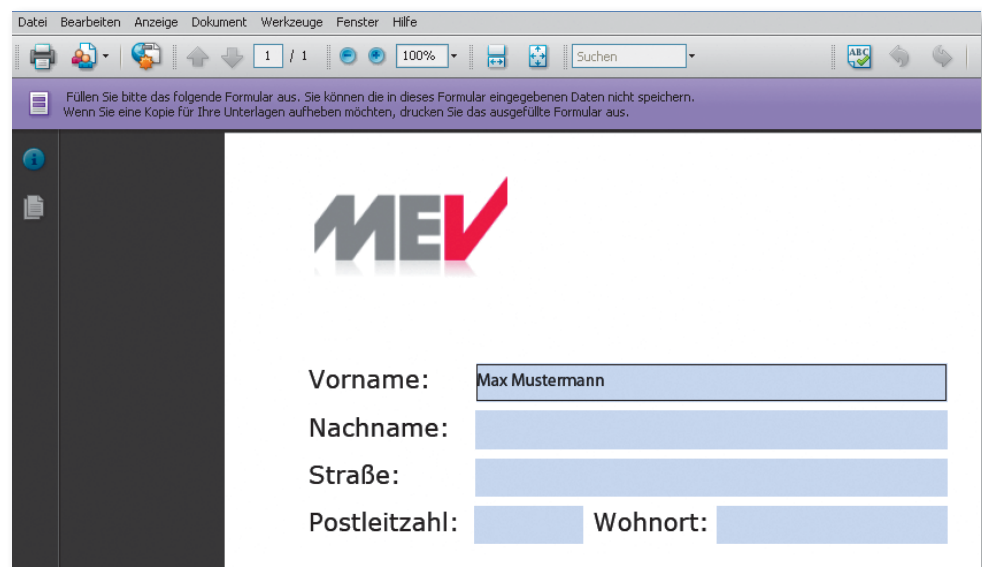 Datei Bearbeiten Anzeige Dokument Werkzeuge Fenster Hilfe
1 / 1 100% Suchen ABC
Füllen Sie bitte das folgende Formular aus. Sie können die in dieses Formular eingegebenen Daten nicht speichern.
Wenn Sie eine Kopie für Ihre Unterlagen aufheben möchten, drucken Sie das ausgefüllte Formular aus.
MEV
Vorname: Max Mustermann
Nachname:
Straße:
Postleitzahl: Wohnort: